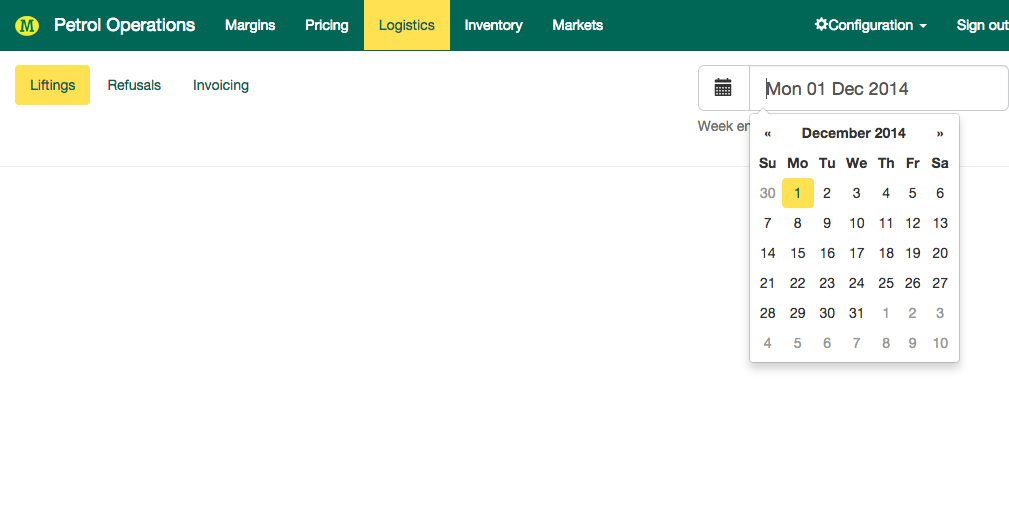 M Petrol Operations Margins Pricing Logistics Inventory Markets Configuration Sign out
Liftings Refusals Invoicing
Mon 01 Dec 2014
Week en
« December 2014 »
Su Mo Tu We Th Fr Sa
30 1 2 3 4 5 6
7 8 9 10 11 12 13
14 15 16 17 18 19 20
21 22 23 24 25 26 27
28 29 30 31 1 2 3
4 5 6 7 8 9 10